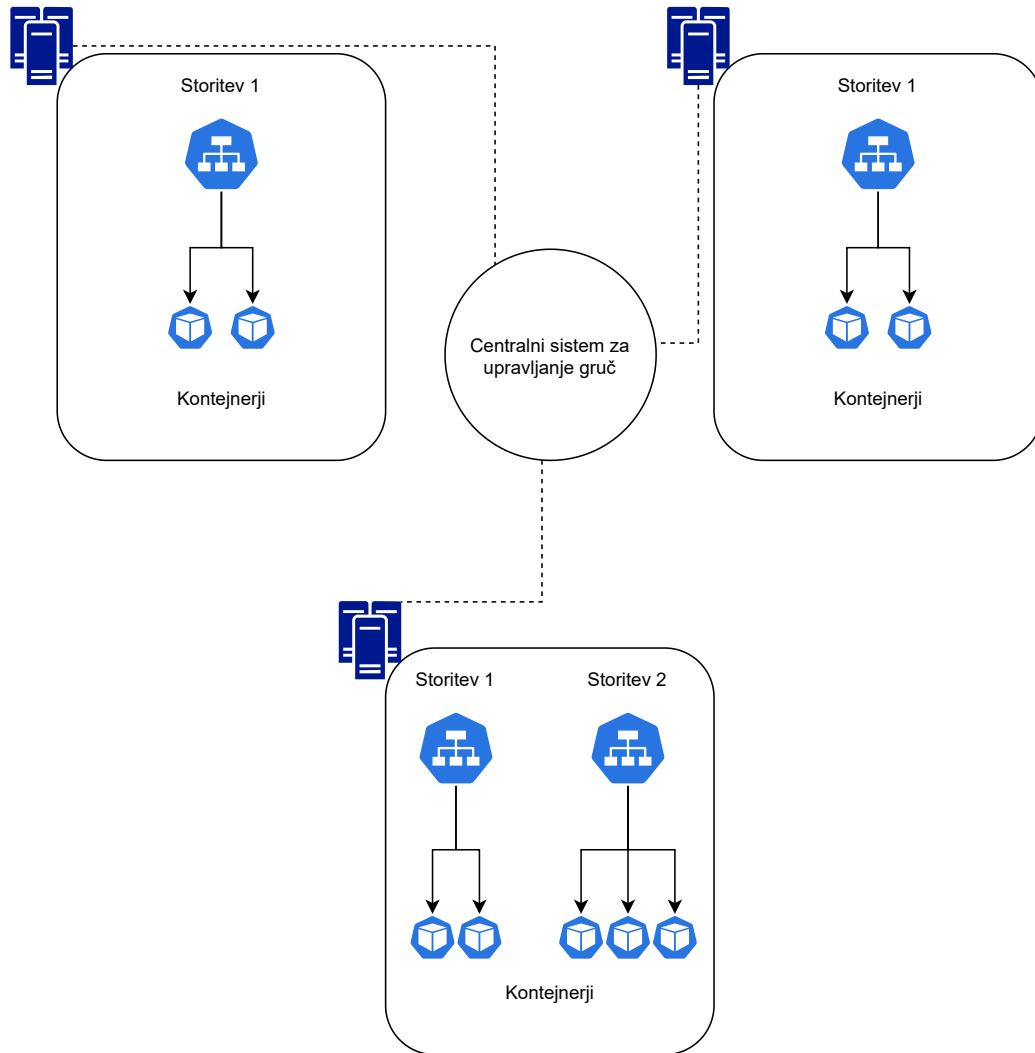 Storitev 1
Storitev 1
Kontejnerji
Centralni sistem za
upravljanje gruč
Kontejnerji
Storitev 1
Storitev 2
Kontejnerji